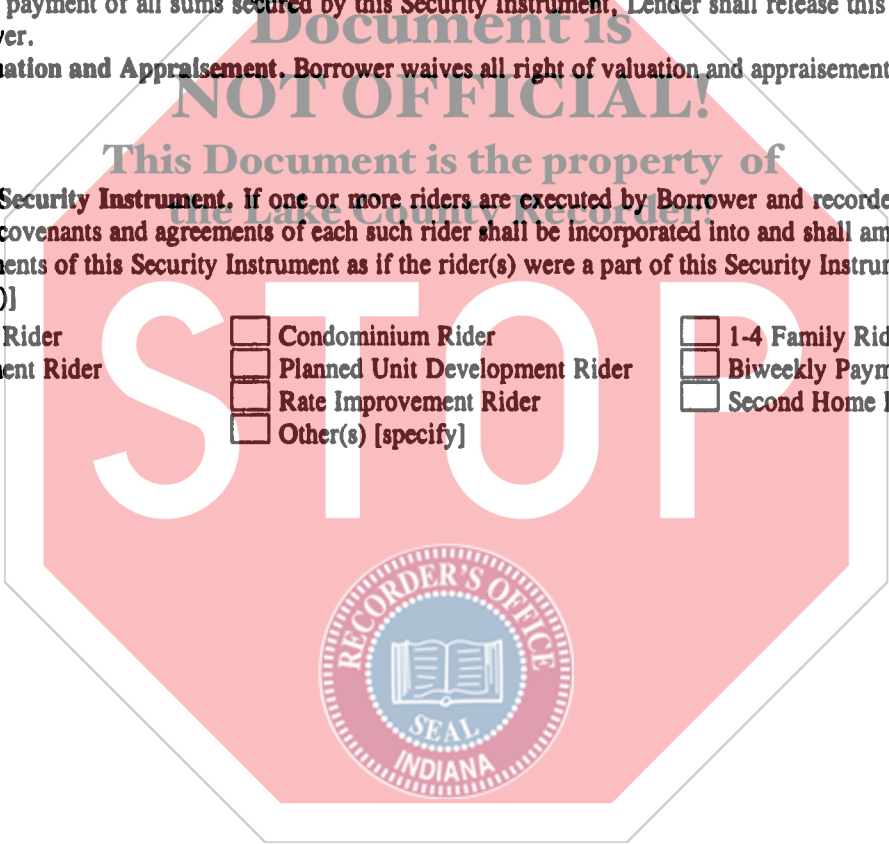 payment of all sums secured by this Security Instrument, Lender shall release this
ver.
Document is
uation and Appraisement. Borrower waives all right of valuation and appraisement
NOT OFFICIAL!
This Document is the property of
Security Instrument. If one or more riders are executed by Borrower and recorde
the Lake County Recorder!
covenants and agreements of each such rider shall be incorporated into and shall am
ents of this Security Instrument as if the rider(s) were a part of this Security Instrum
)]
Rider
Condominium Rider
1-4 Family Rid
ent Rider
Planned Unit Development Rider
Biweekly Paym
Rate Improvement Rider
Second Home
Other(s) [specify]
STOP
RECORDER'S OFFICE
SEAL
INDIANA